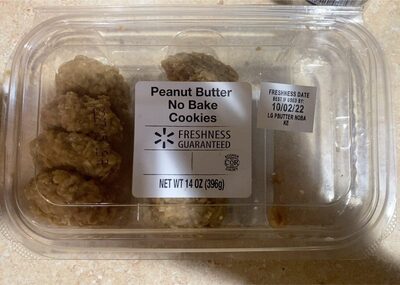 Peanut Butter
No Bake
Cookies
FRESHNESS
GUARANTEED
NET WT 14 OZ (396g)
FRESHNESS DATE
BEST IF USED BY:
10/02/22
LG PBUTTER NOBA
KE